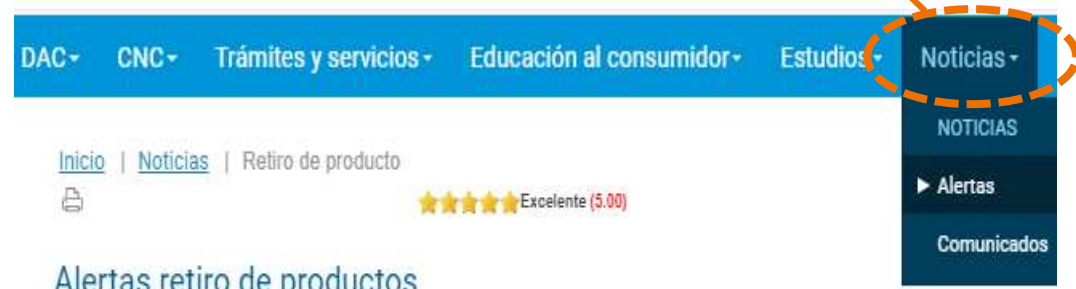 DAC CNC Trámites y servicios Educación al consumidor Estudios Noticias
NOTICIAS
Inicio | Noticias | Retiro de producto
Alertas
Excelente (5.00)
Comunicados
Alertas retiro de productos